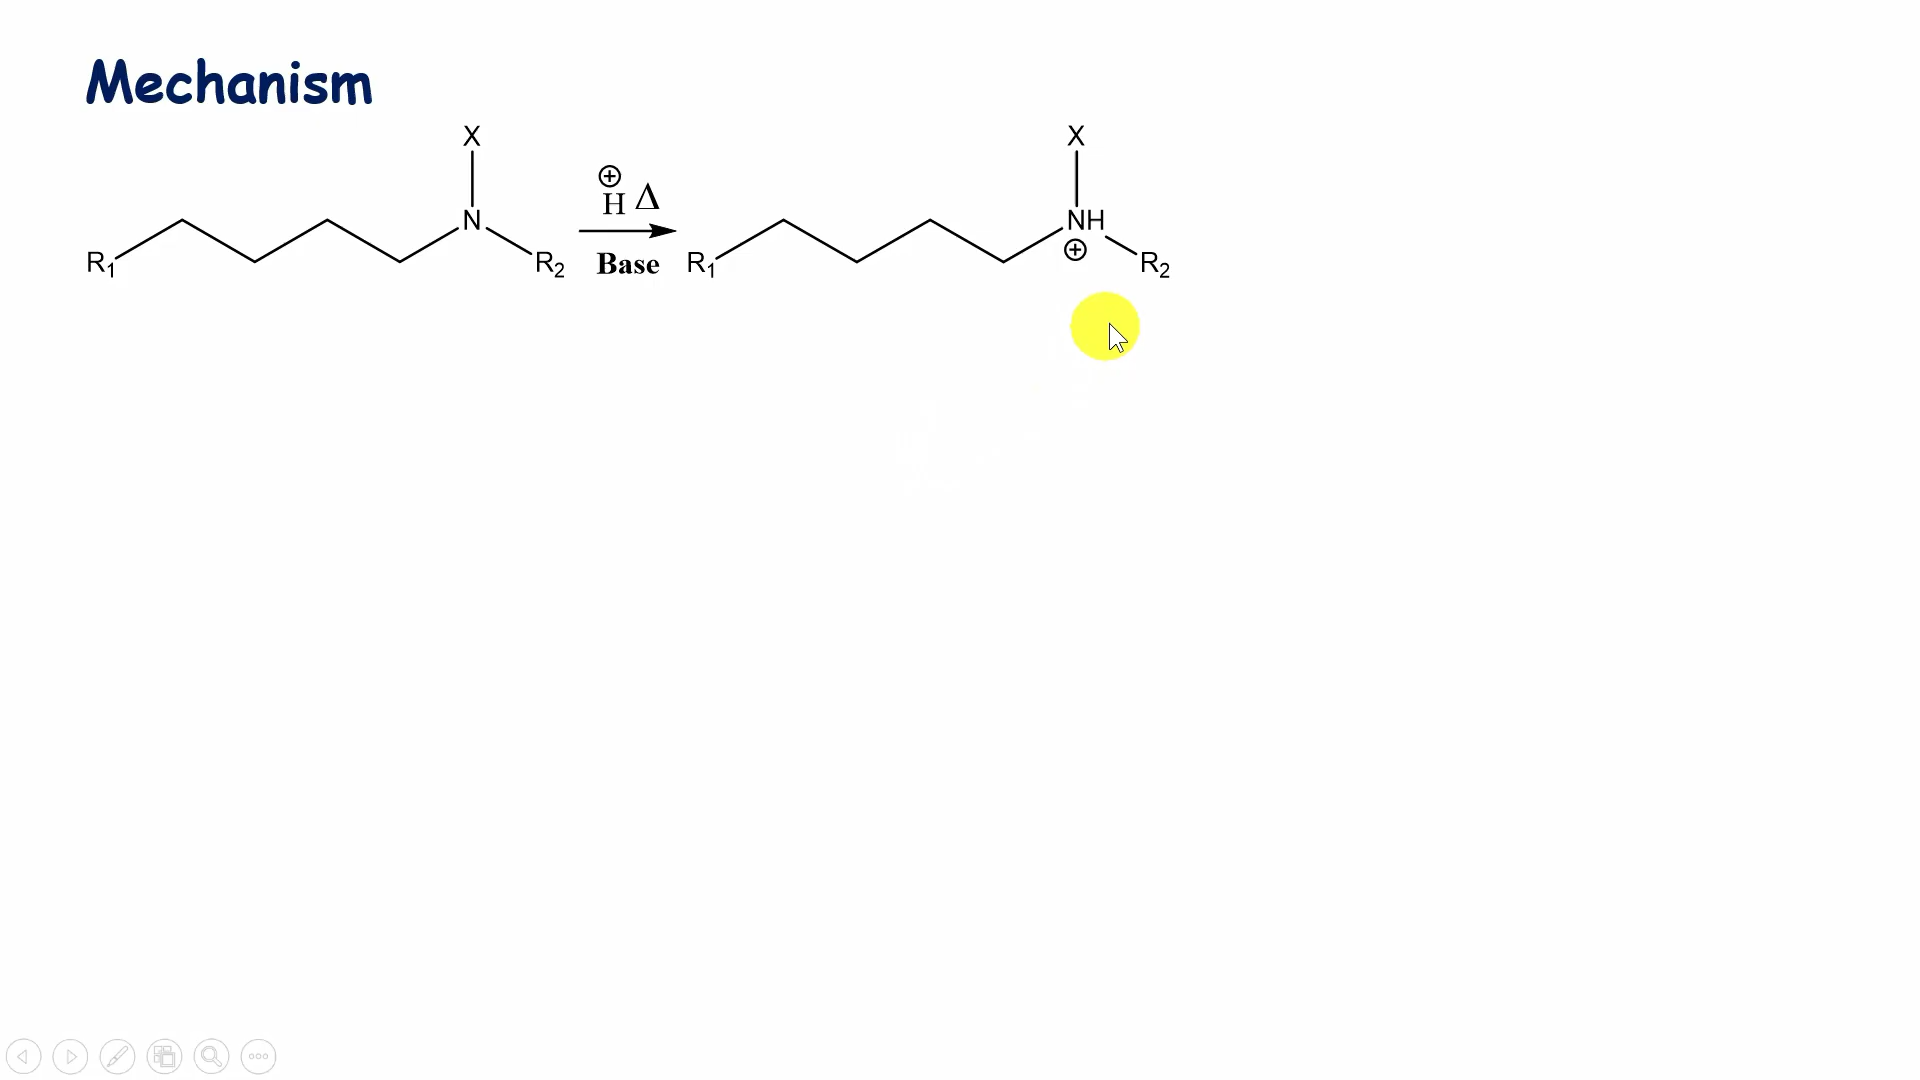 Mechanism
X X
⊕
H Δ
N NH
⊕
R₁ R₂ Base R₁ R₂